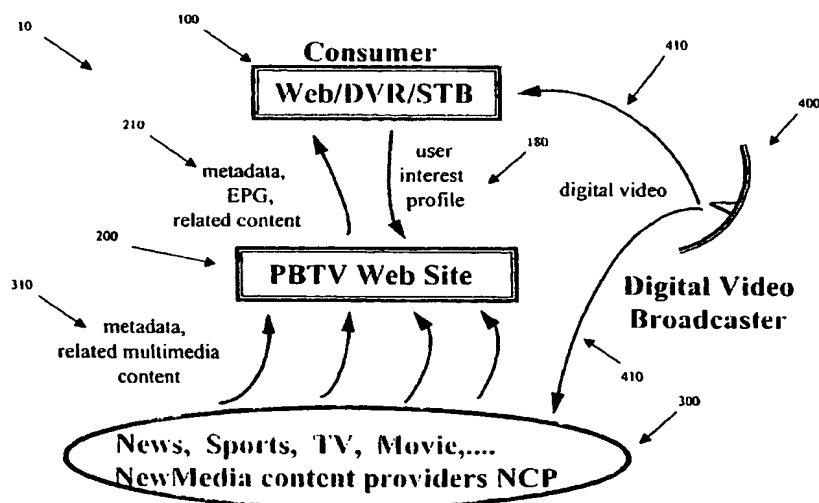 10
100
Consumer
Web/DVR/STB
410
400
210
metadata,
EPG,
related content
user
interest
profile
180
digital video
200
PBTV Web Site
Digital Video
Broadcaster
310
metadata,
related multimedia
content
410
300
News, Sports, TV, Movie,....
NewMedia content providers NCP